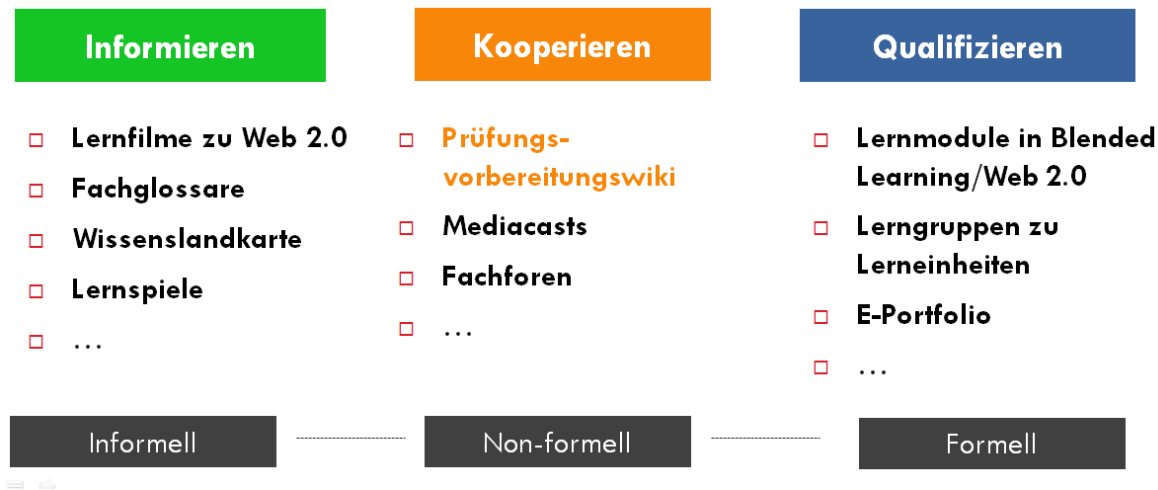 Informieren
Lernfilme zu Web 2.0
Fachglossare
Wissenslandkarte
Lernspiele
...
Informell
Kooperieren
Prüfungs-
vorbereitungswiki
Mediacasts
Fachforen
...
Non-formell
Qualifizieren
Lernmodule in Blended
Learning/Web 2.0
Lerngruppen zu
Lerneinheiten
E-Portfolio
...
Formell